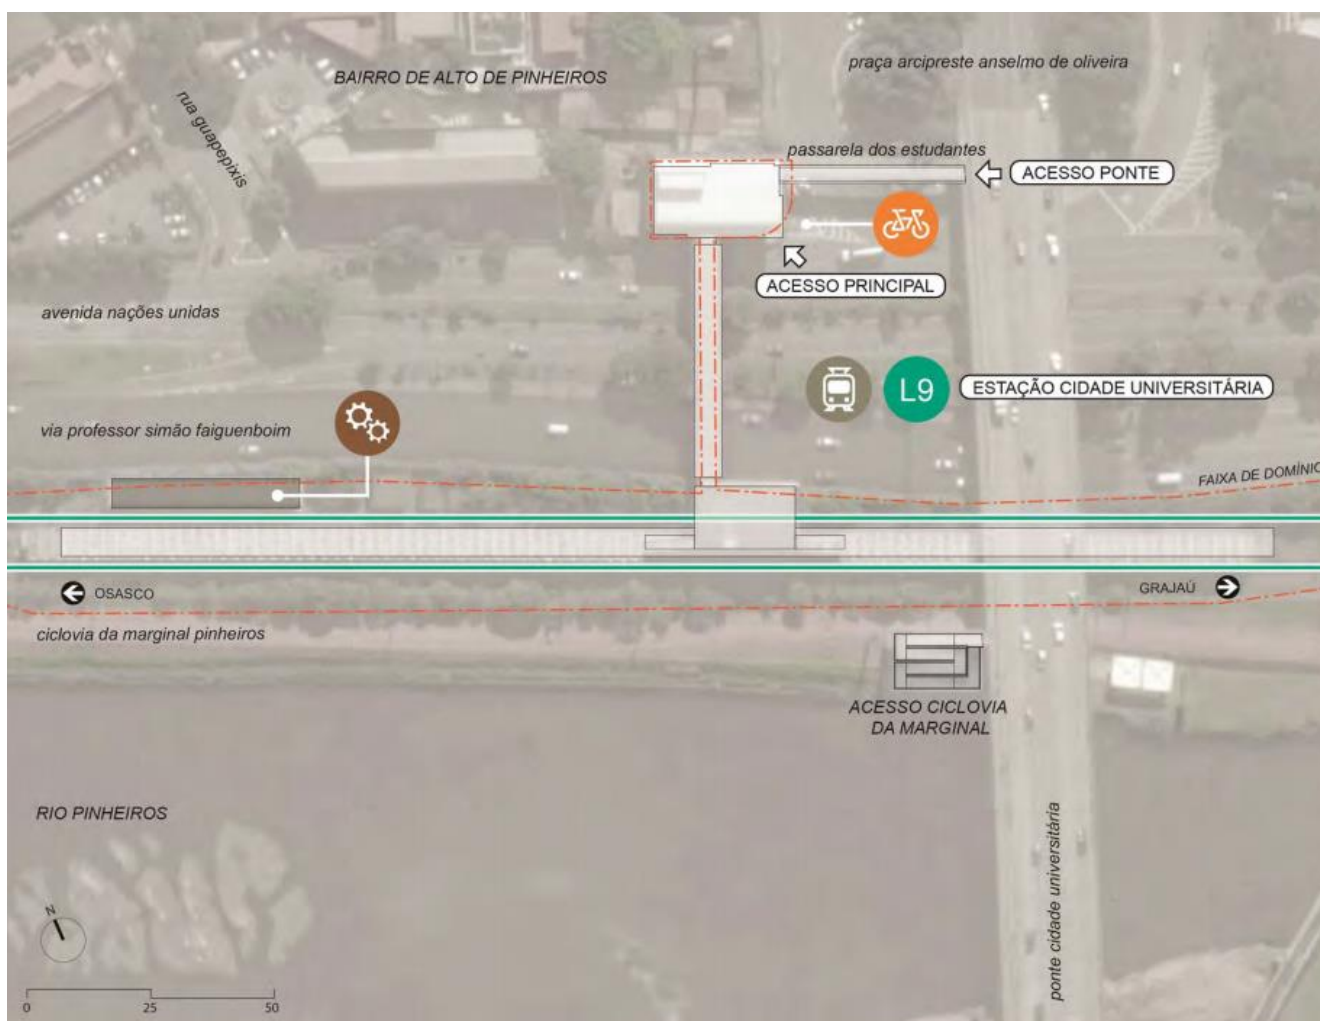 praça arcipreste anselmo de oliveira
BAIRRO DE ALTO DE PINHEIROS
rua guapepixis
passarela dos estudantes
ACESSO PONTE
ACESSO PRINCIPAL
avenida nações unidas
L9
ESTAÇÃO CIDADE UNIVERSITÁRIA
via professor simão faiguenboim
FAIXA DE DOMÍNIO
OSASCO
GRAJAÚ
ciclovia da marginal pinheiros
ACESSO CICLOVIA
DA MARGINAL
RIO PINHEIROS
ponte cidade universitária
N
0 25 50